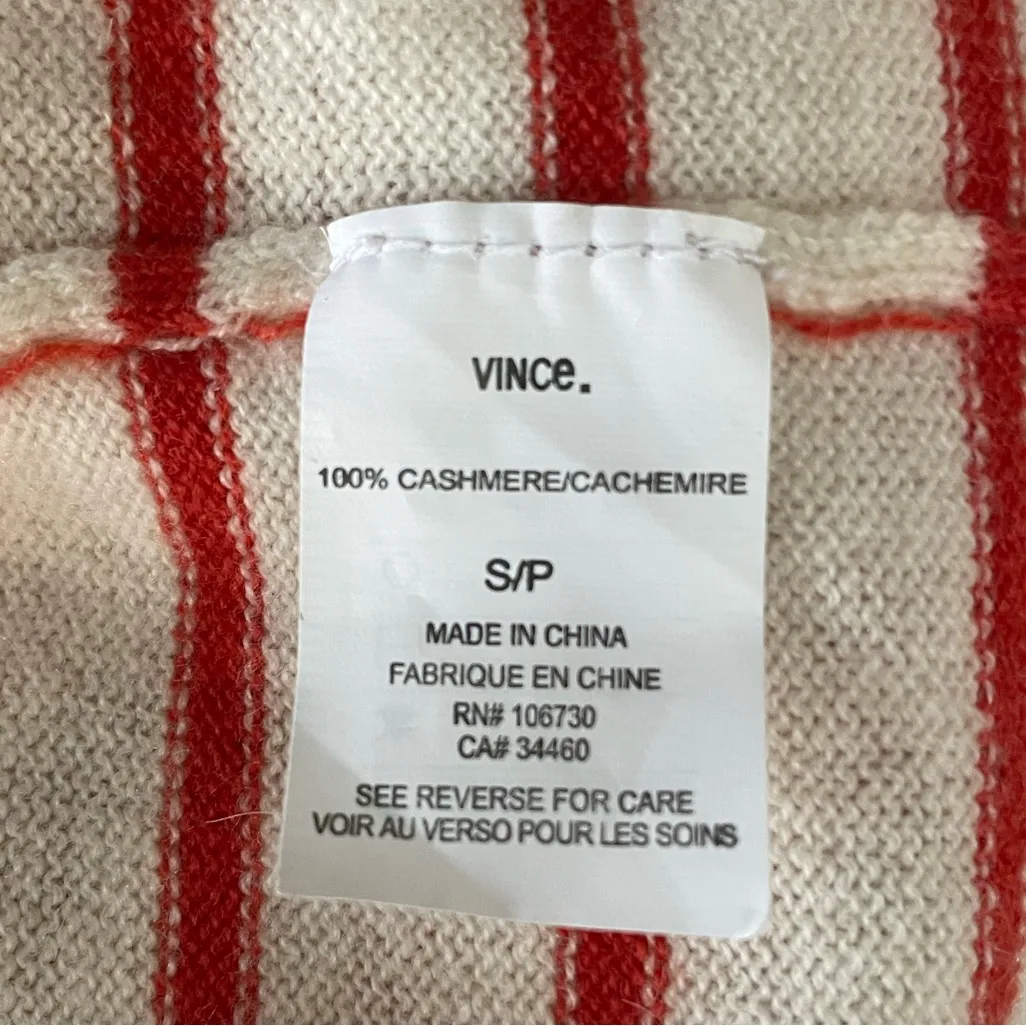 VINCe.
100% CASHMERE/CACHEMIRE
S/P
MADE IN CHINA
FABRIQUE EN CHINE
RN# 106730
CA# 34460
SEE REVERSE FOR CARE
VOIR AU VERSO POUR LES SOINS